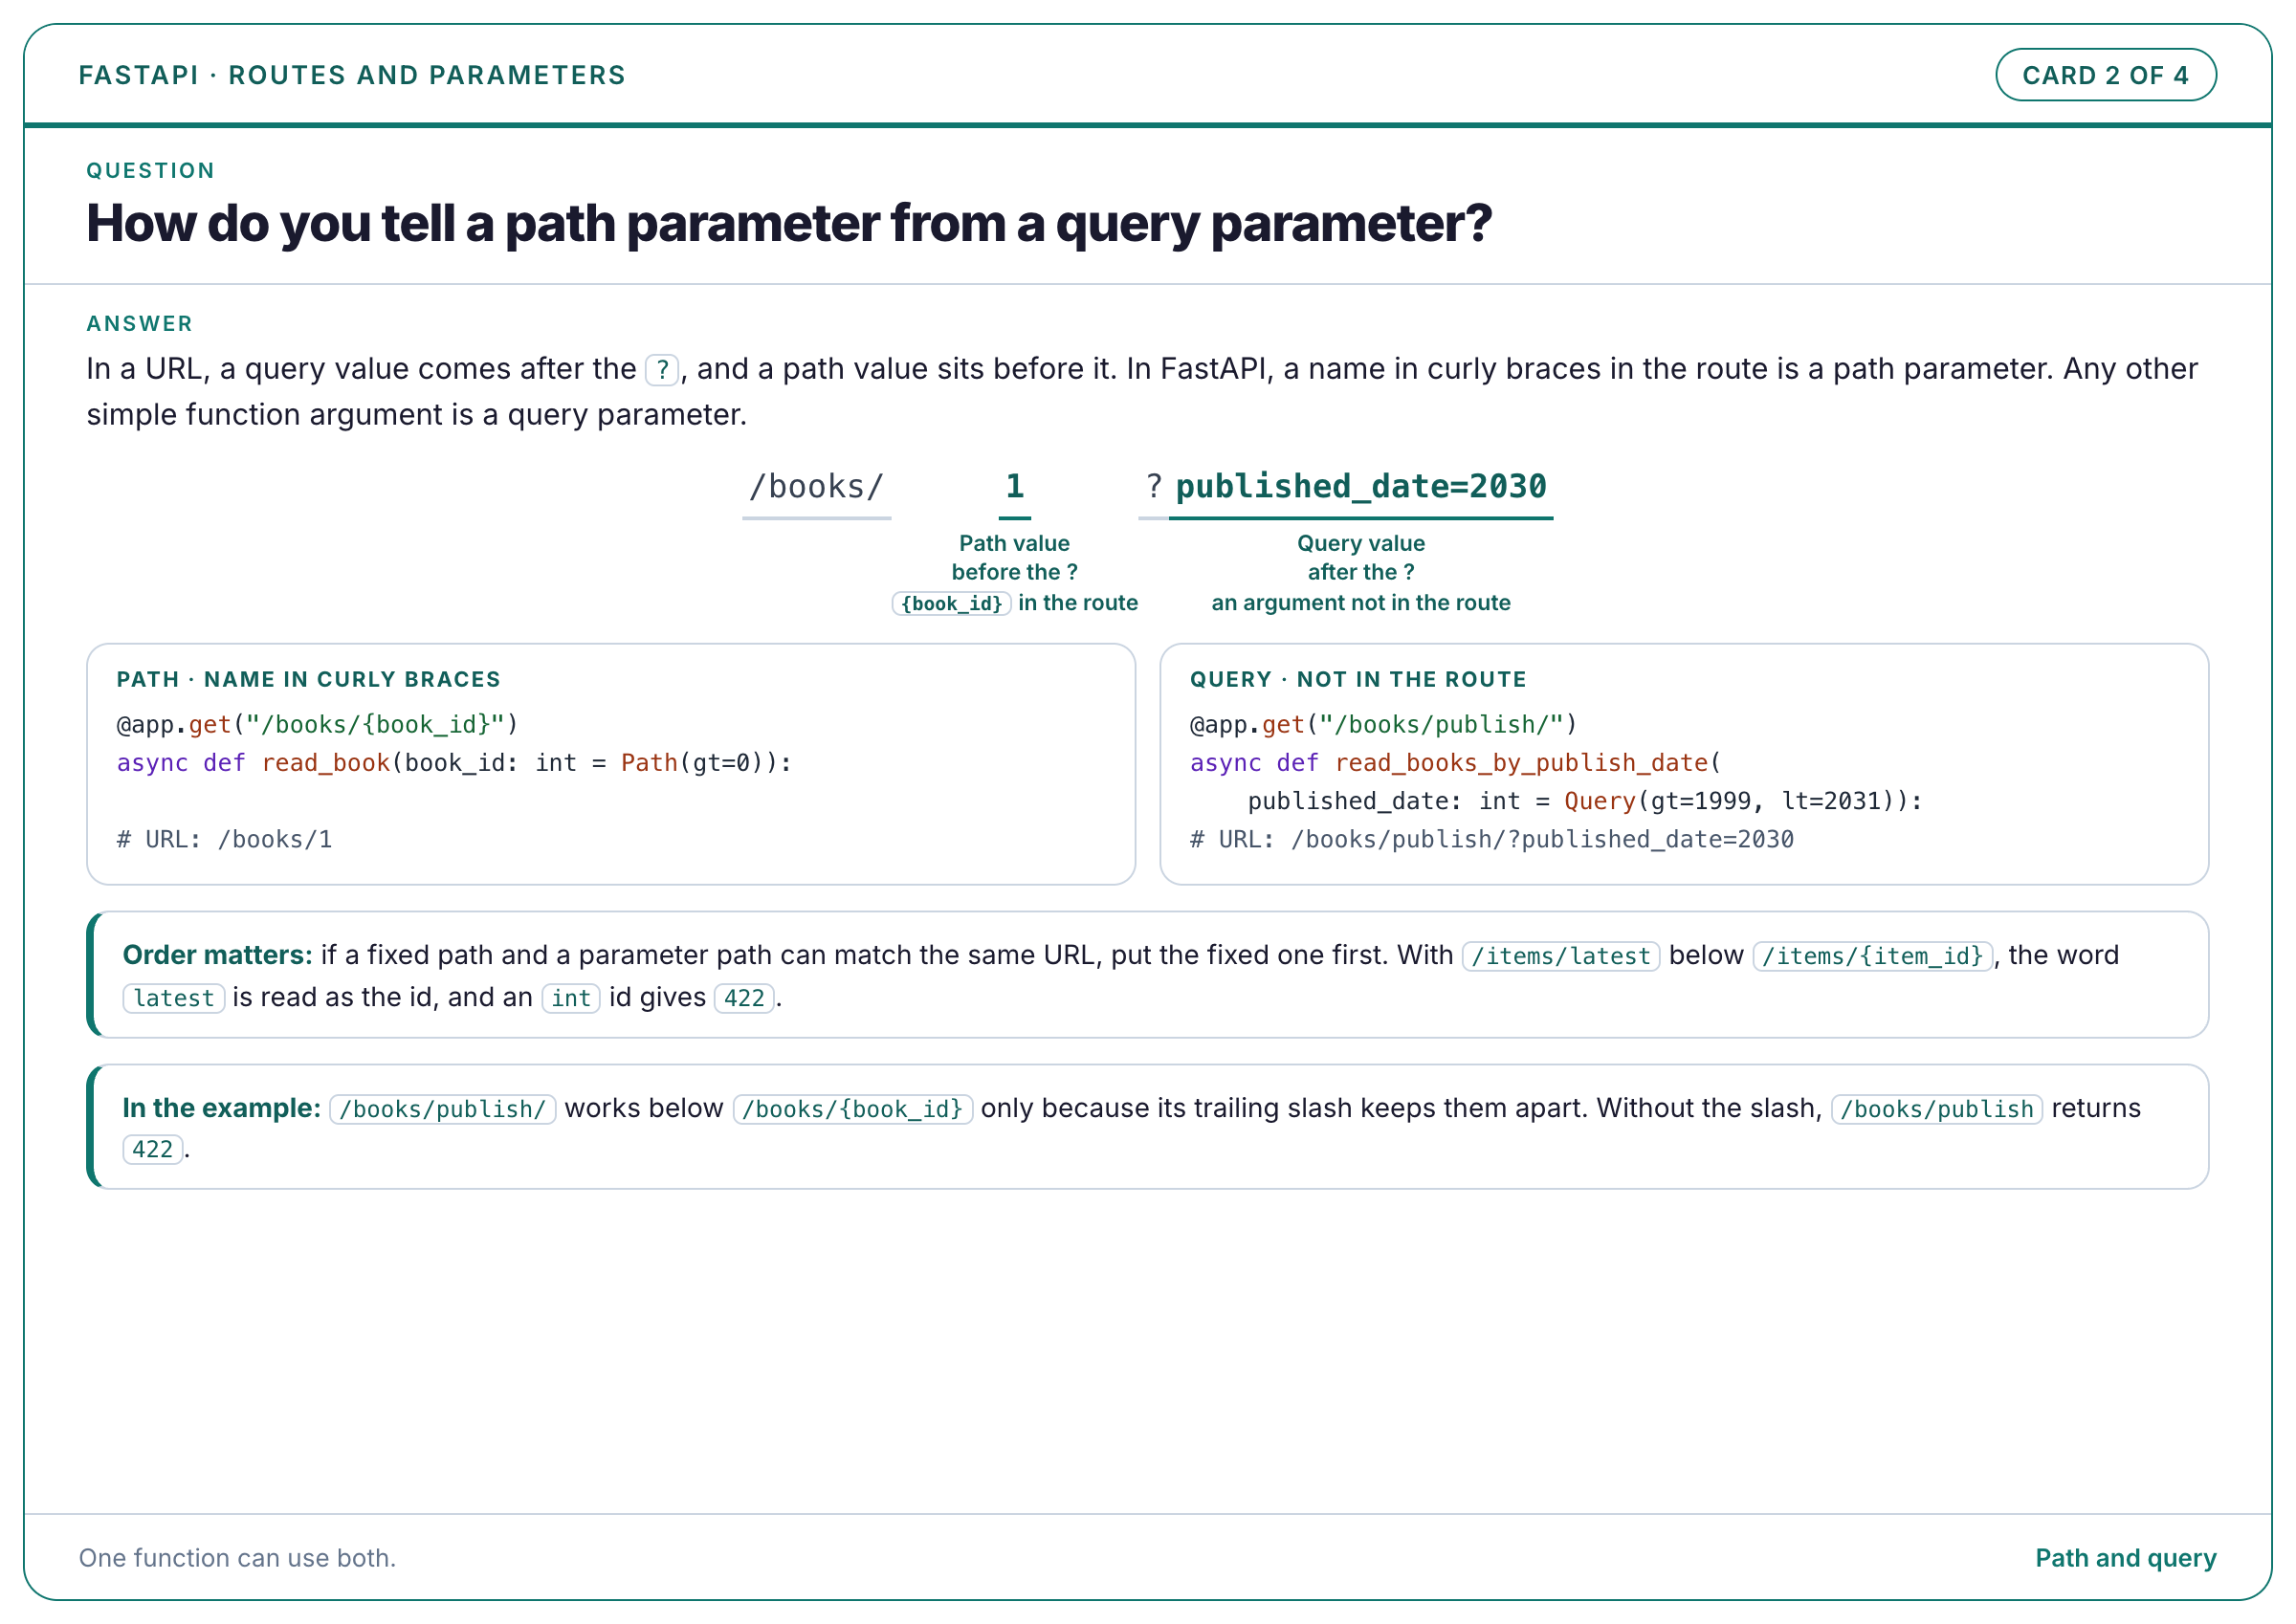 FASTAPI · ROUTES AND PARAMETERS
CARD 2 OF 4
QUESTION
How do you tell a path parameter from a query parameter?
ANSWER
In a URL, a query value comes after the ?, and a path value sits before it. In FastAPI, a name in curly braces in the route is a path parameter. Any other
simple function argument is a query parameter.
/books/ 1 ?published_date=2030
Path value
before the ?
{book_id} in the route
Query value
after the ?
an argument not in the route
PATH · NAME IN CURLY BRACES
@app.get("/books/{book_id}")
async def read_book(book_id: int = Path(gt=0)):
# URL: /books/1
QUERY · NOT IN THE ROUTE
@app.get("/books/publish/")
async def read_books_by_publish_date(
    published_date: int = Query(gt=1999, lt=2031)):
# URL: /books/publish/?published_date=2030
Order matters: if a fixed path and a parameter path can match the same URL, put the fixed one first. With /items/latest below /items/{item_id}, the word
latest is read as the id, and an int id gives 422.
In the example: /books/publish/ works below /books/{book_id} only because its trailing slash keeps them apart. Without the slash, /books/publish returns
422.
One function can use both.
Path and query